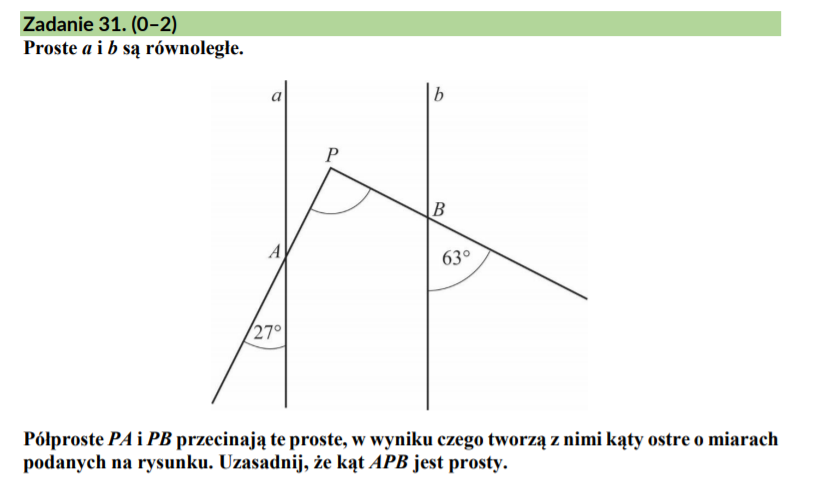 Zadanie 31. (0–2)
Proste a i b są równoległe.
a
b
P
B
A
63°
27°
Półproste PA i PB przecinają te proste, w wyniku czego tworzą z nimi kąty ostre o miarach
podanych na rysunku. Uzasadnij, że kąt APB jest prosty.